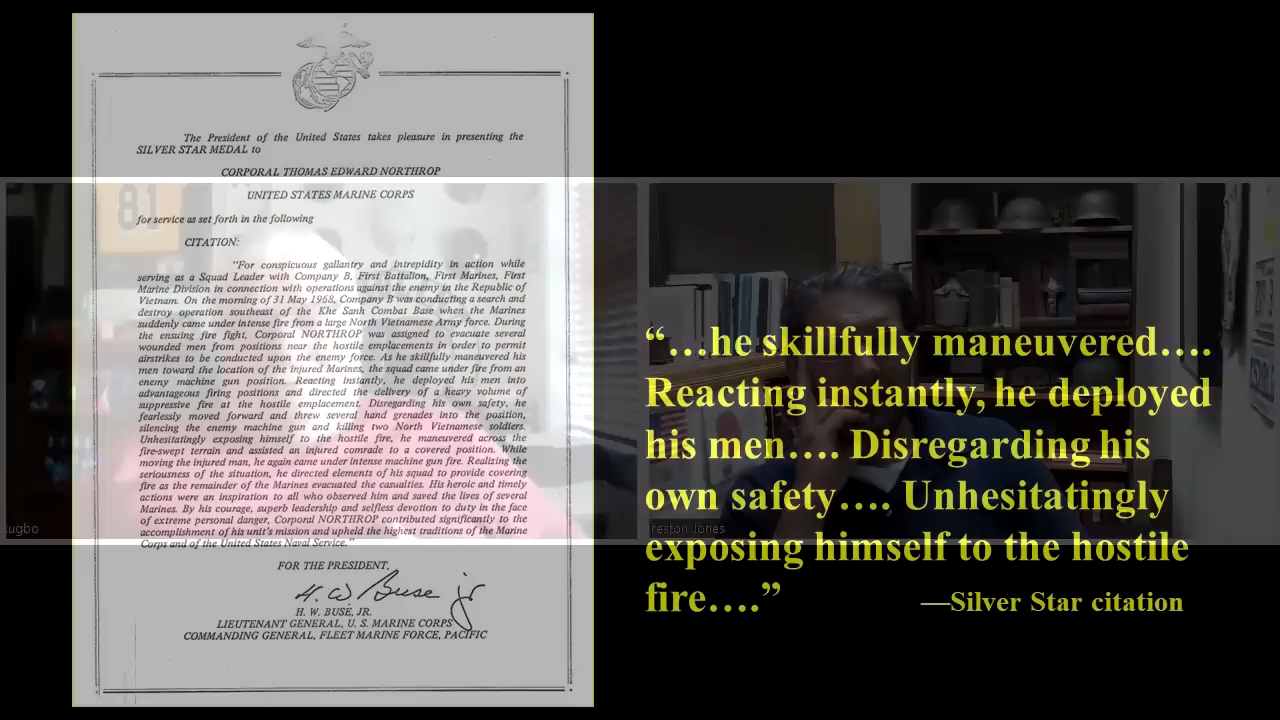 The President of the United States takes pleasure in presenting the
SILVER STAR MEDAL to
CORPORAL THOMAS EDWARD NORTHROP
UNITED STATES MARINE CORPS
for service as set forth in the following
CITATION:
"For conspicuous gallantry and intrepidity in action while
serving as a Squad Leader with Company B, First Battalion, First Marines, First
Marine Division in connection with operations against the enemy in the Republic of
Vietnam. On the morning of 31 May 1968, Company B was conducting a search and
destroy operation southeast of the Khe Sanh Combat Base when the Marines
suddenly came under intense fire from a large North Vietnamese Army force. During
the ensuing fire fight, Corporal NORTHROP was assigned to evacuate several
wounded men from positions near the hostile emplacements in order to permit
airstrikes to be conducted upon the enemy force. As he skillfully maneuvered his
men toward the location of the injured Marines, the squad came under fire from an
enemy machine gun position. Reacting instantly, he deployed his men into
advantageous firing positions and directed the delivery of a heavy volume of
suppressive fire at the hostile emplacement. Disregarding his own safety, he
fearlessly moved forward and threw several hand grenades into the position,
silencing the enemy machine gun and killing two North Vietnamese soldiers.
Unhesitatingly exposing himself to the hostile fire, he maneuvered across the
fire-swept terrain and assisted an injured comrade to a covered position. While
moving the injured man, he again came under intense machine gun fire. Realizing the
seriousness of the situation, he directed elements of his squad to provide covering
fire as the remainder of the Marines evacuated the casualties. His heroic and timely
actions were an inspiration to all who observed him and saved the lives of several
Marines. By his courage, superb leadership and selfless devotion to duty in the face
of extreme personal danger, Corporal NORTHROP contributed significantly to the
accomplishment of his unit's mission and upheld the highest traditions of the Marine
Corps and of the United States Naval Service."
FOR THE PRESIDENT,
H. W. Buse jr
H. W. BUSE, JR.
LIEUTENANT GENERAL, U. S. MARINE CORPS
COMMANDING GENERAL, FLEET MARINE FORCE, PACIFIC
81
ugbo
“…he skillfully maneuvered….
Reacting instantly, he deployed
his men…. Disregarding his
own safety…. Unhesitatingly
exposing himself to the hostile
fire….”
—Silver Star citation
reston Jones